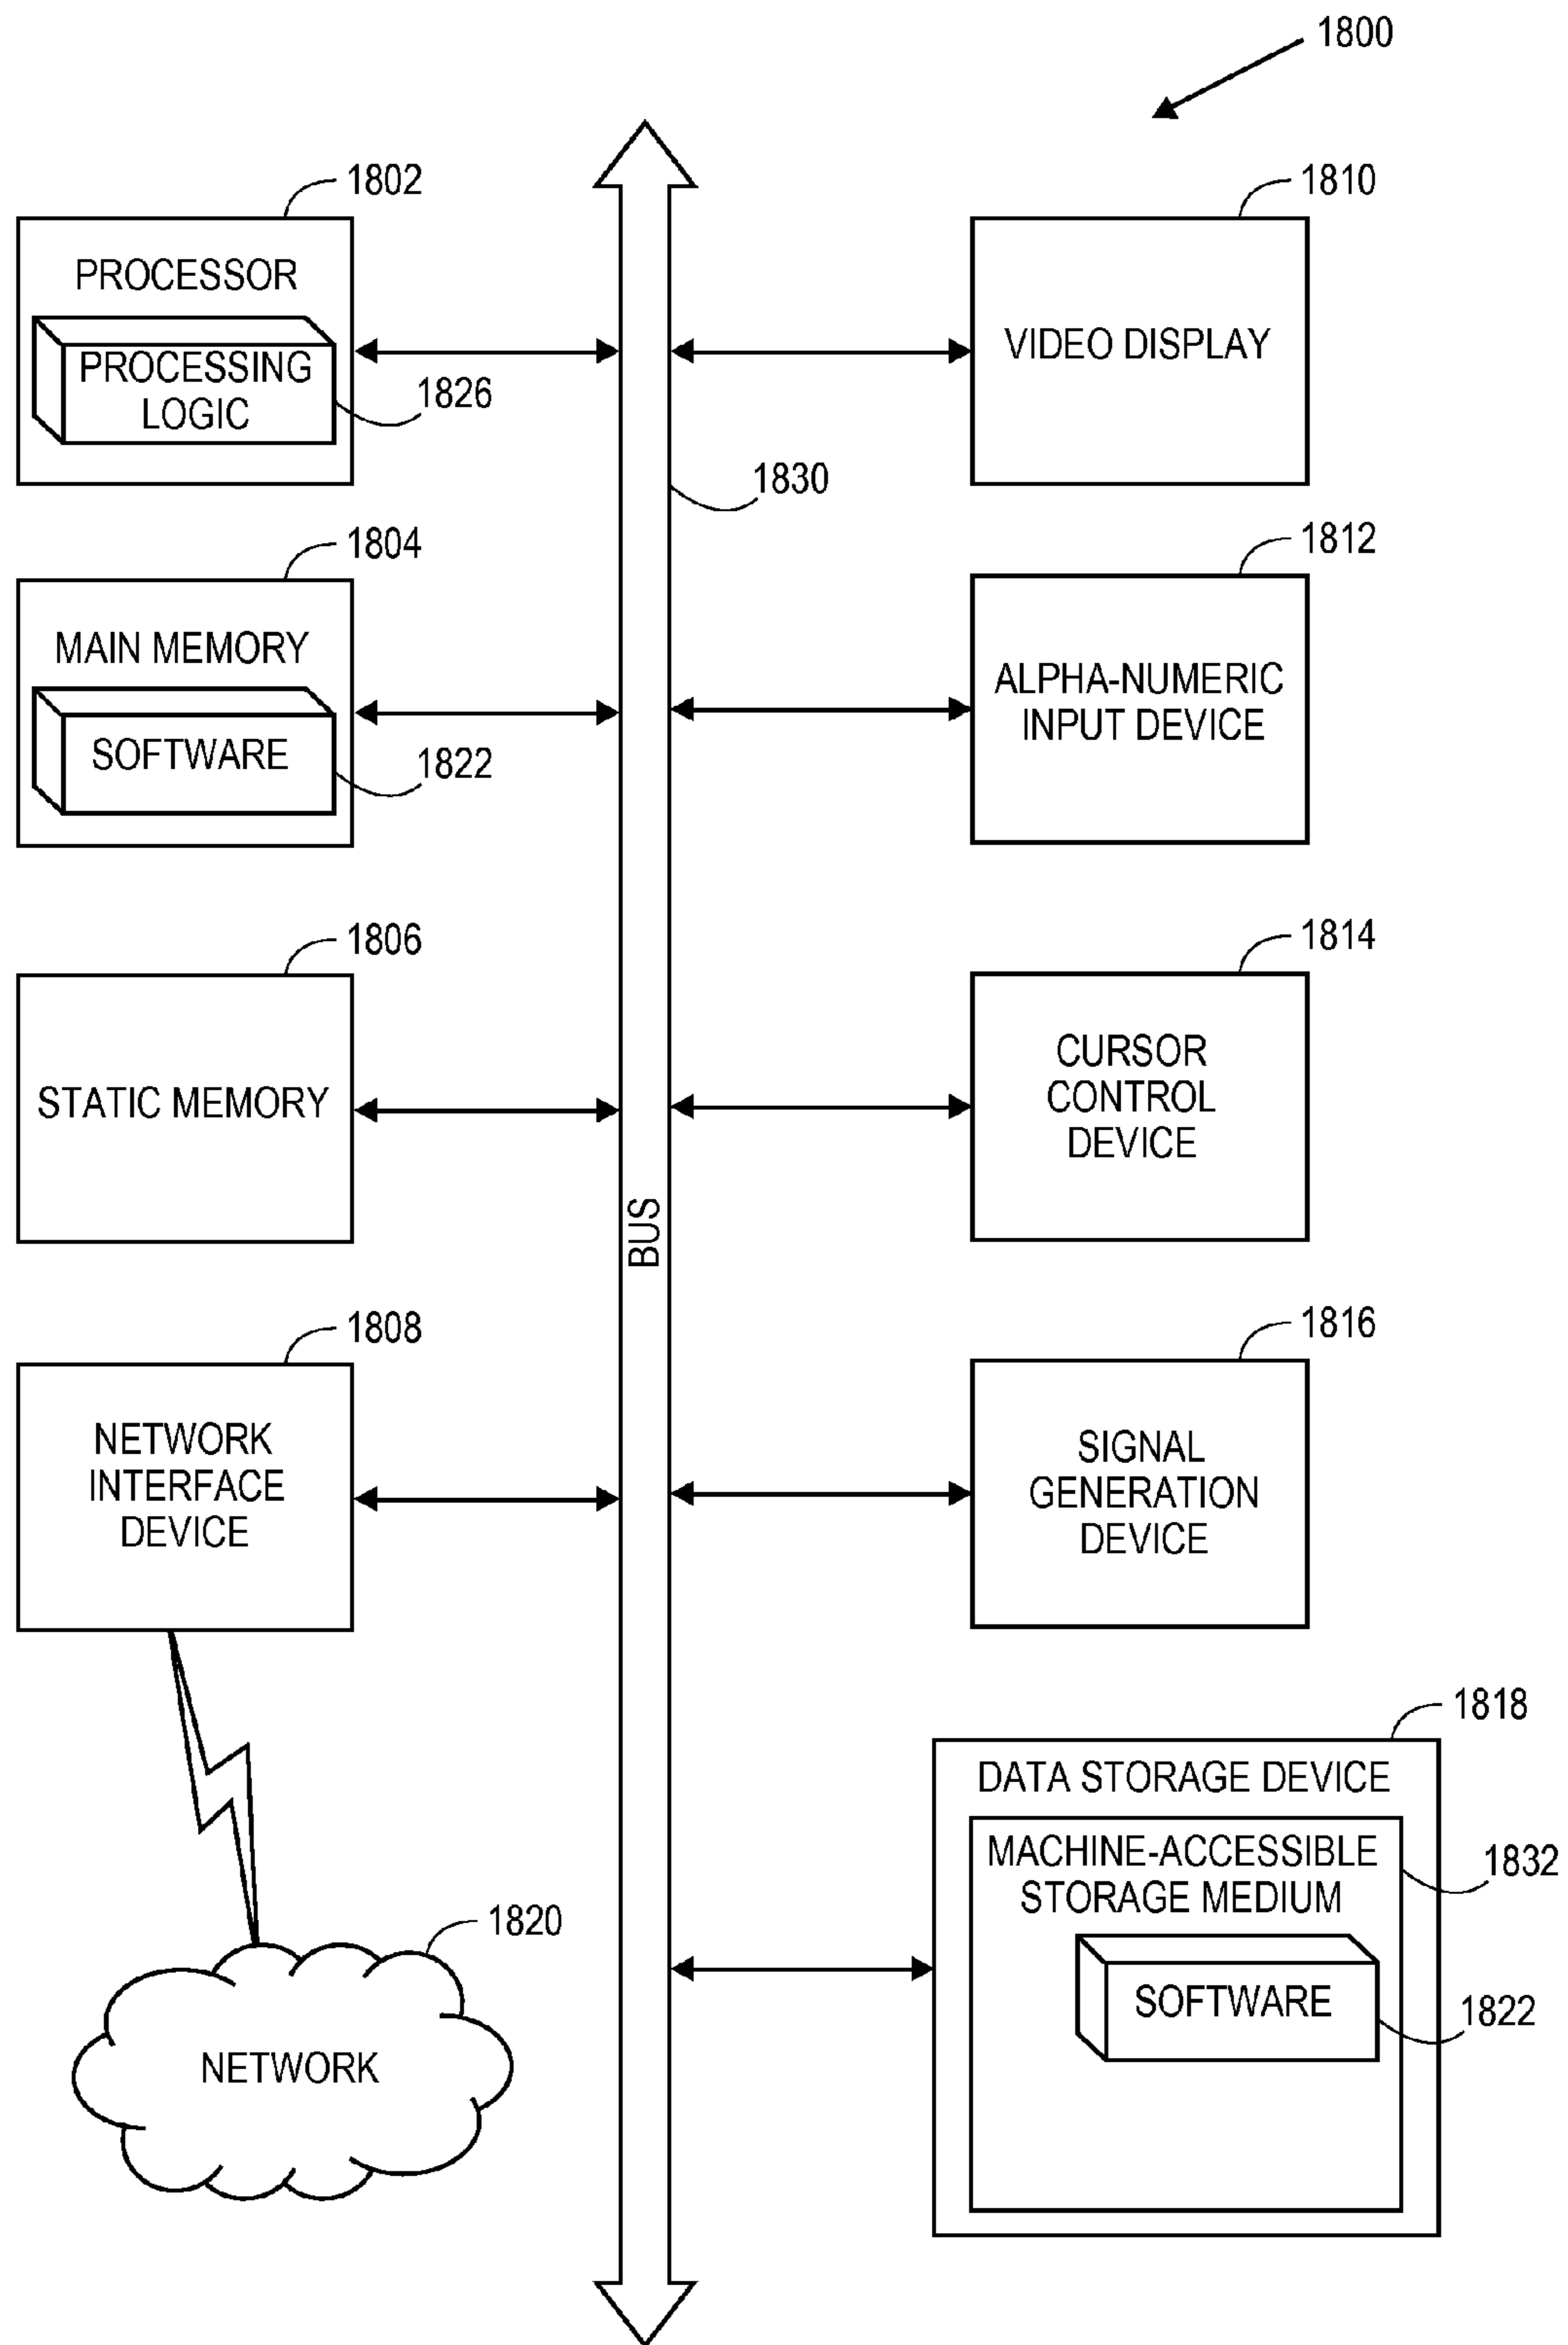 1800
1802
PROCESSOR
PROCESSING
LOGIC
1826
1804
MAIN MEMORY
SOFTWARE
1822
1806
STATIC MEMORY
1808
NETWORK
INTERFACE
DEVICE
1820
NETWORK
1830
BUS
1810
VIDEO DISPLAY
1812
ALPHA-NUMERIC
INPUT DEVICE
1814
CURSOR
CONTROL
DEVICE
1816
SIGNAL
GENERATION
DEVICE
1818
DATA STORAGE DEVICE
MACHINE-ACCESSIBLE
STORAGE MEDIUM
1832
SOFTWARE
1822